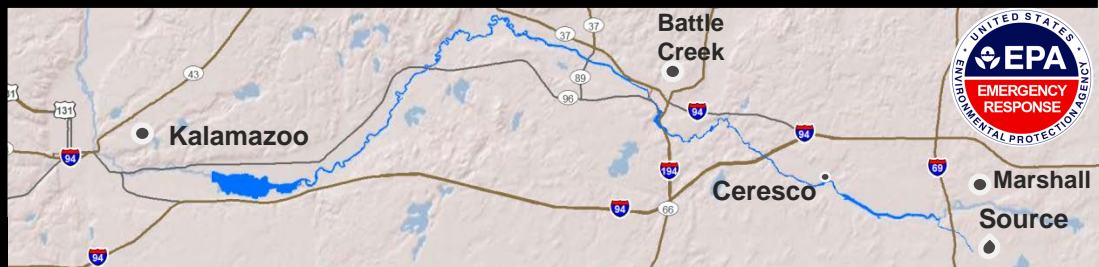 Battle
Creek
37
37
43
89
96
131
94
94
94
69
Kalamazoo
94
194
Ceresco
Marshall
94
66
Source
94
UNITED STATES
EPA
EMERGENCY
RESPONSE
ENVIRONMENTAL PROTECTION AGENCY